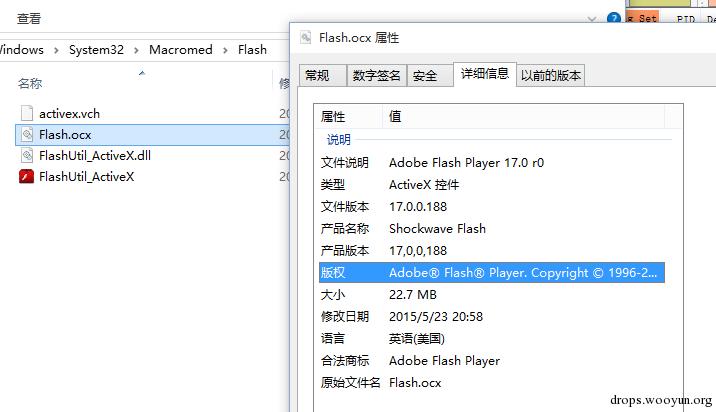 查看
g Set PID De
Windows > System32 > Macromed > Flash
名称
修
activex.vch
20
Flash.ocx
20
FlashUtil_ActiveX.dll
20
FlashUtil_ActiveX
20
Flash.ocx 属性
常规 数字签名 安全 详细信息 以前的版本
属性 值
说明
文件说明 Adobe Flash Player 17.0 r0
类型 ActiveX 控件
文件版本 17.0.0.188
产品名称 Shockwave Flash
产品版本 17,0,0,188
版权 Adobe® Flash® Player. Copyright © 1996-2...
大小 22.7 MB
修改日期 2015/5/23 20:58
语言 英语(美国)
合法商标 Adobe Flash Player
原始文件名 Flash.ocx
drops.wooyun.org